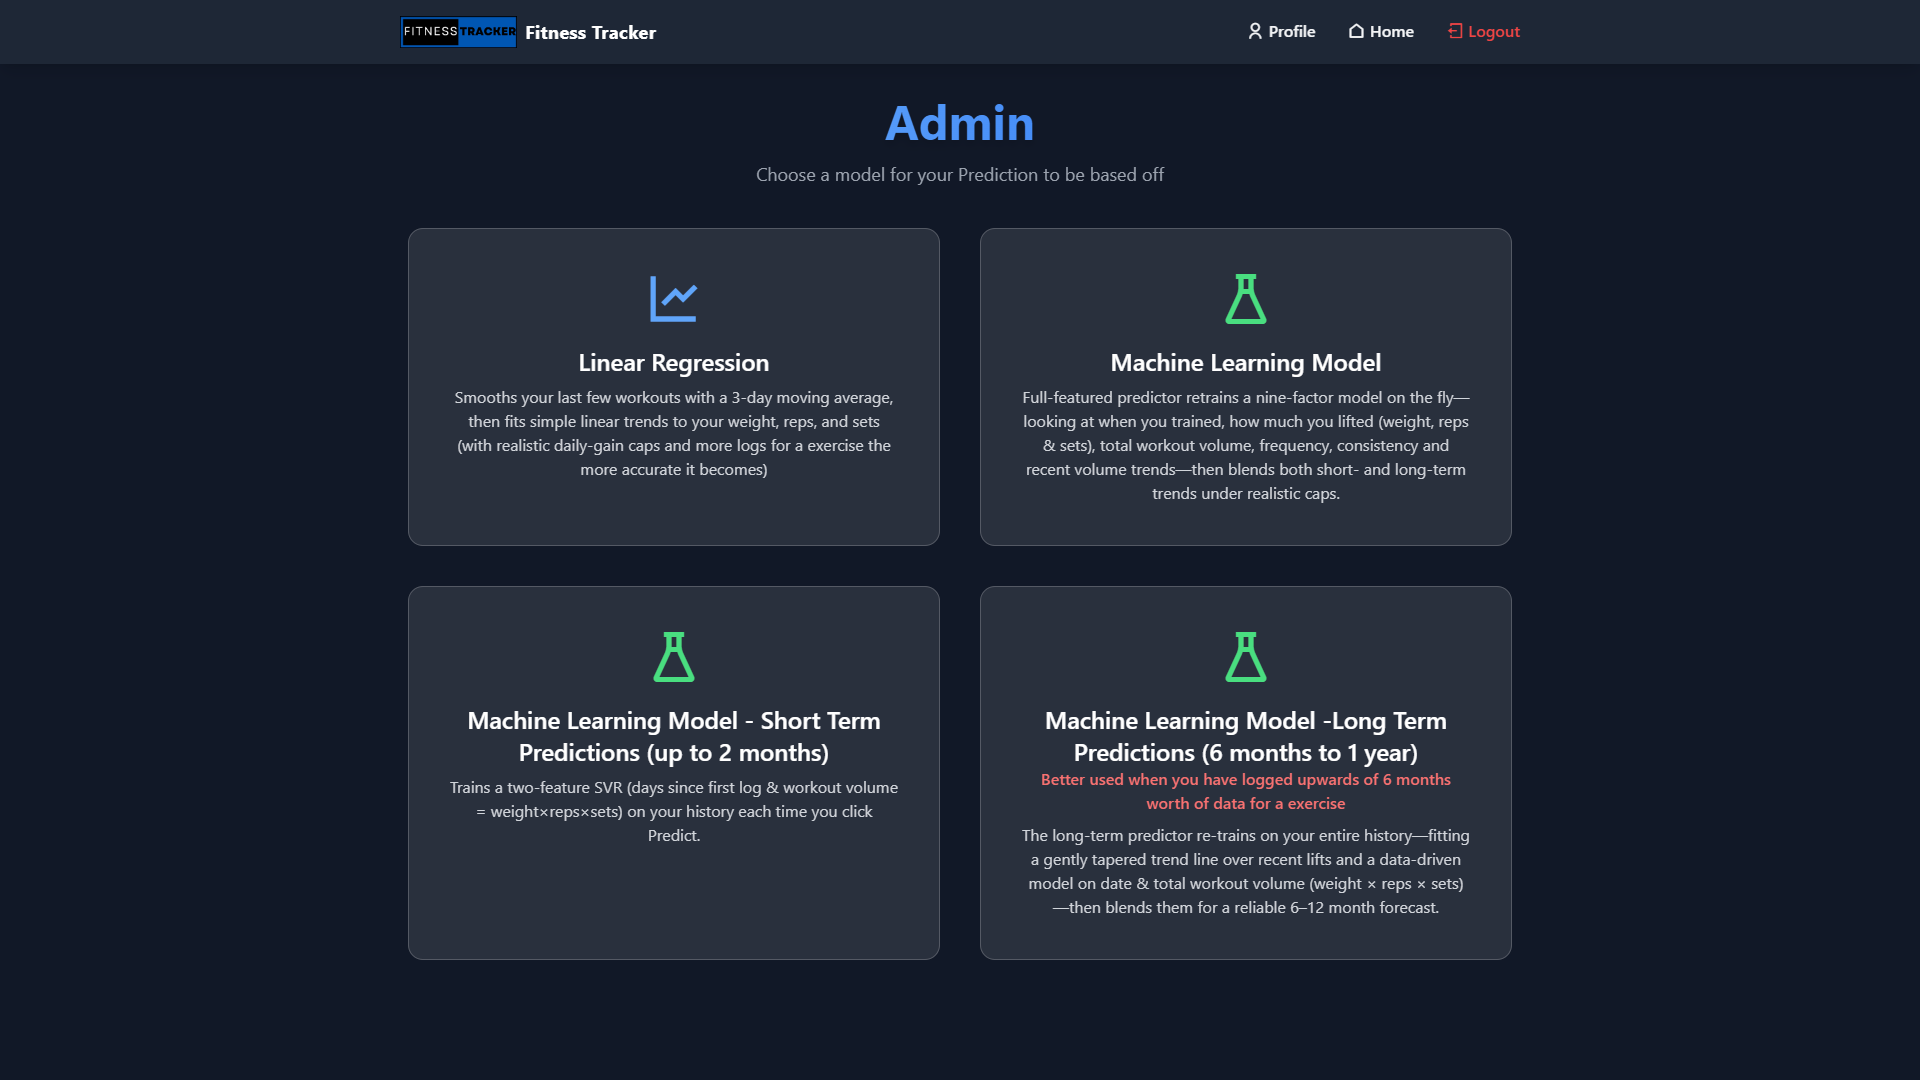 FITNESSTRACKER Fitness Tracker
Profile
Home
Logout
Admin
Choose a model for your Prediction to be based off
Linear Regression
Smooths your last few workouts with a 3-day moving average,
then fits simple linear trends to your weight, reps, and sets
(with realistic daily-gain caps and more logs for a exercise the
more accurate it becomes)
Machine Learning Model
Full-featured predictor retrains a nine-factor model on the fly—
looking at when you trained, how much you lifted (weight, reps
& sets), total workout volume, frequency, consistency and
recent volume trends—then blends both short- and long-term
trends under realistic caps.
Machine Learning Model - Short Term
Predictions (up to 2 months)
Trains a two-feature SVR (days since first log & workout volume
= weight×reps×sets) on your history each time you click
Predict.
Machine Learning Model -Long Term
Predictions (6 months to 1 year)
Better used when you have logged upwards of 6 months
worth of data for a exercise
The long-term predictor re-trains on your entire history—fitting
a gently tapered trend line over recent lifts and a data-driven
model on date & total workout volume (weight × reps × sets)
—then blends them for a reliable 6–12 month forecast.